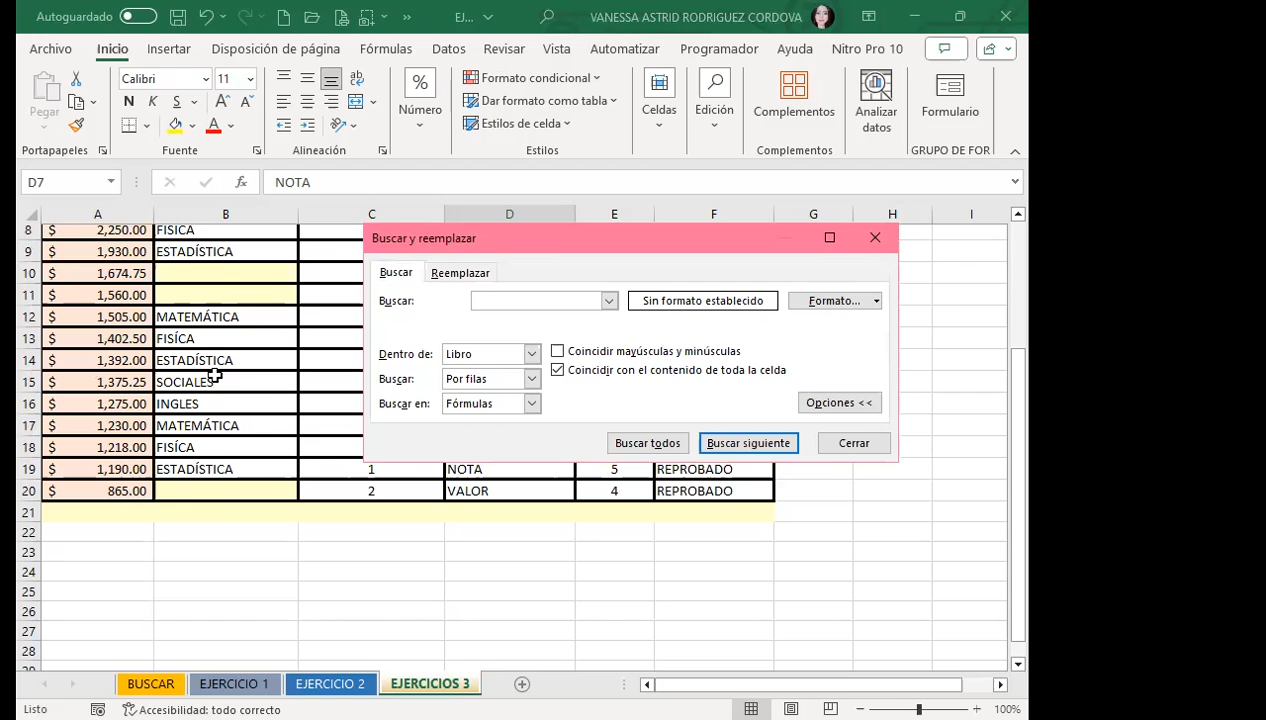 Autoguardado
EJ...
VANESSA ASTRID RODRIGUEZ CORDOVA
Archivo Inicio Insertar Disposición de página Fórmulas Datos Revisar Vista Automatizar Programador Ayuda Nitro Pro 10
Pegar
Calibri 11
N K S
Número
Formato condicional
Dar formato como tabla
Estilos de celda
Celdas
Edición
Complementos
Analizar datos
Formulario
Portapapeles Fuente Alineación Estilos Complementos GRUPO DE FOR
D7 fx NOTA
A B C D E F G H I
8 $ 2,250.00 FISICA
9 $ 1,930.00 ESTADÍSTICA
10 $ 1,674.75
11 $ 1,560.00
12 $ 1,505.00 MATEMÁTICA
13 $ 1,402.50 FISÍCA
14 $ 1,392.00 ESTADÍSTICA
15 $ 1,375.25 SOCIALES
16 $ 1,275.00 INGLES
17 $ 1,230.00 MATEMÁTICA
18 $ 1,218.00 FISÍCA
19 $ 1,190.00 ESTADÍSTICA 1 NOTA 5 REPROBADO
20 $ 865.00 2 VALOR 4 REPROBADO
21
22
23
24
25
26
27
28
Buscar y reemplazar
Buscar Reemplazar
Buscar: Sin formato establecido Formato...
Dentro de: Libro Coincidir mayúsculas y minúsculas
Buscar: Por filas Coincidir con el contenido de toda la celda
Buscar en: Fórmulas Opciones <<
Buscar todos Buscar siguiente Cerrar
BUSCAR EJERCICIO 1 EJERCICIO 2 EJERCICIOS 3
Listo Accesibilidad: todo correcto 100%